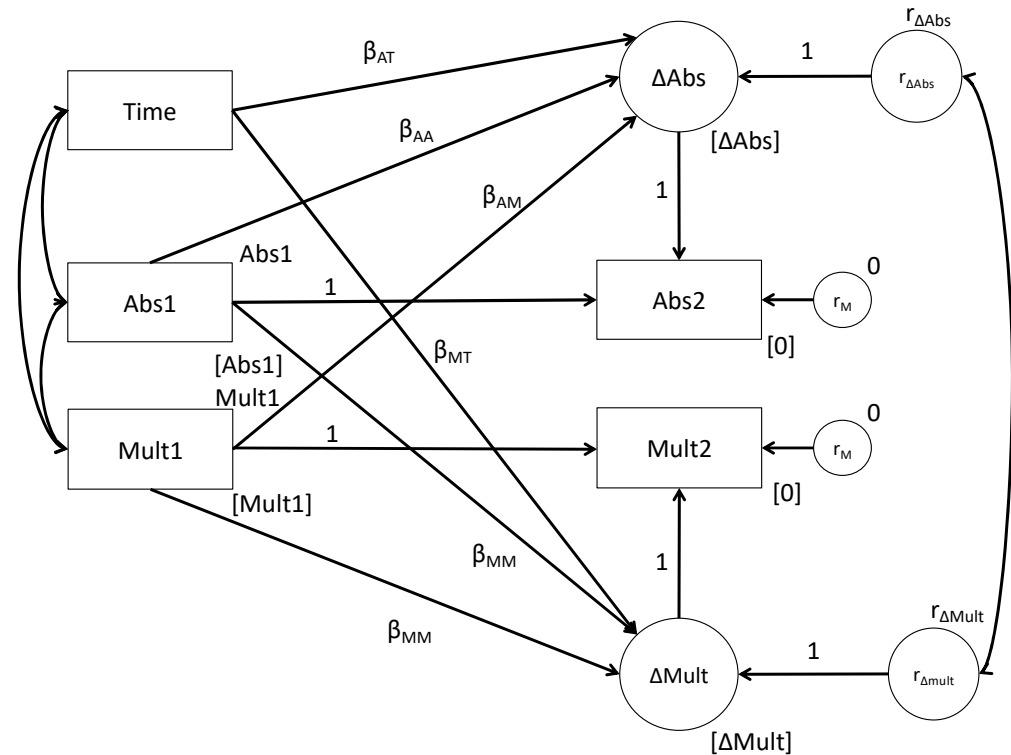 r_ΔAbs
β_AT
1
Time
ΔAbs
r_ΔAbs
β_AA
[ΔAbs]
1
β_AM
Abs1
0
1
Abs1
Abs2
r_M
β_MT
[0]
[Abs1]
Mult1
0
1
Mult1
Mult2
r_M
[0]
[Mult1]
β_MM
1
r_ΔMult
β_MM
1
ΔMult
r_Δmult
[ΔMult]